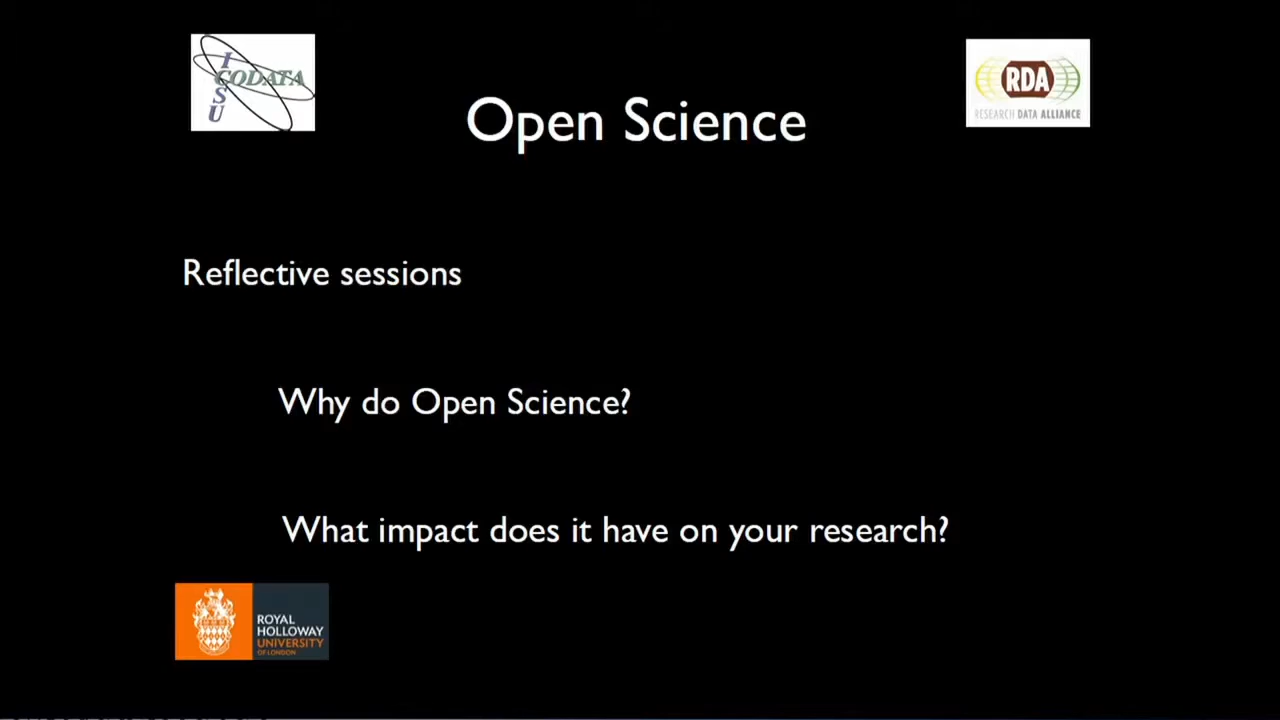 ICSU
CODATA
RDA
RESEARCH DATA ALLIANCE
Open Science
Reflective sessions
Why do Open Science?
What impact does it have on your research?
ROYAL
HOLLOWAY
UNIVERSITY
OF LONDON